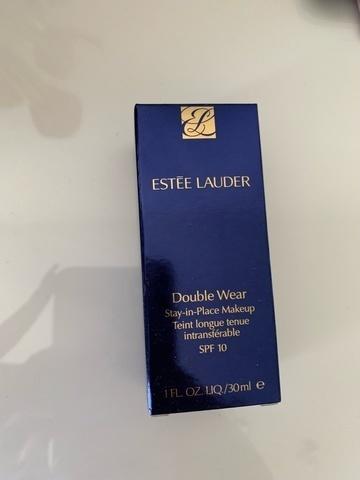 EL
ESTĒE LAUDER
Double Wear
Stay-in-Place Makeup
Teint longue tenue
intransférable
SPF 10
1 FL. OZ. LIQ./30ml ℮